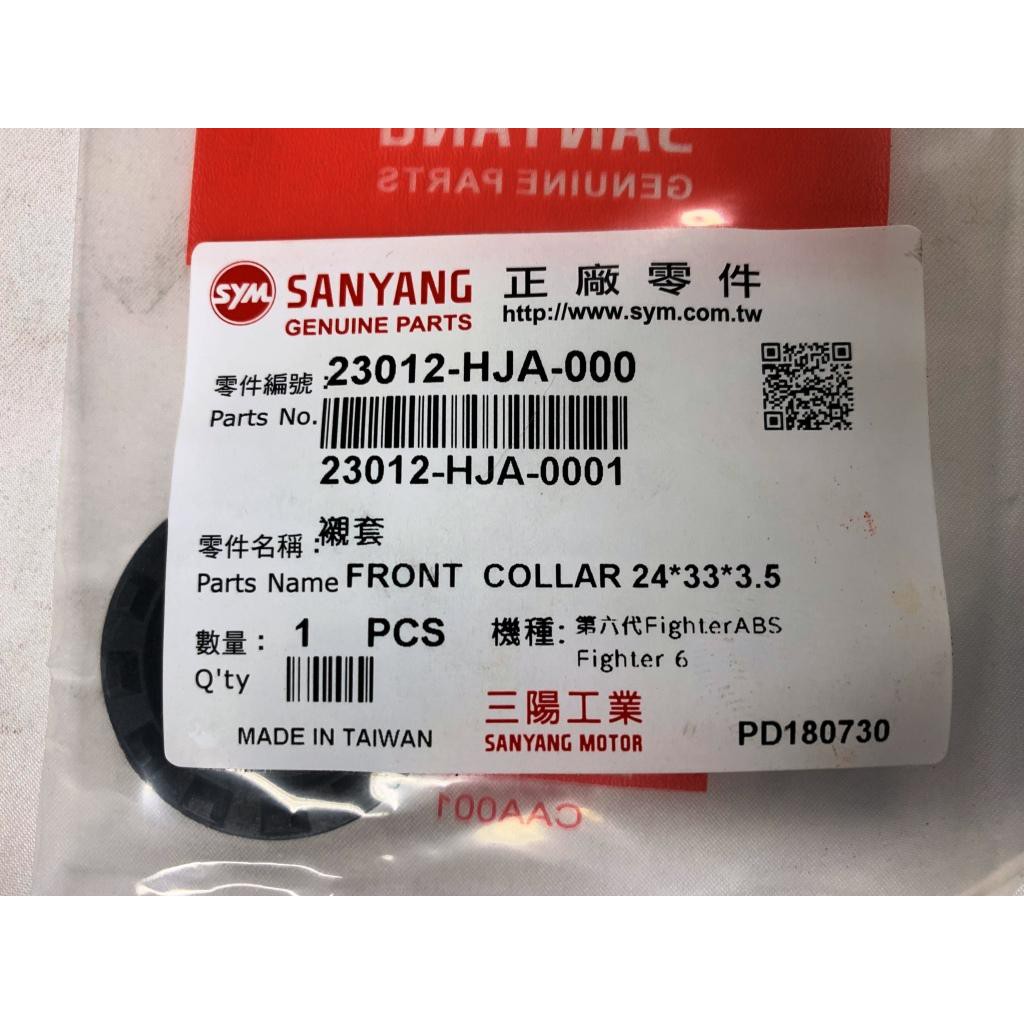 SANYANG
GENUINE PARTS
SYM SANYANG 正廠零件
GENUINE PARTS http://www.sym.com.tw
零件編號：23012-HJA-000
Parts No.
23012-HJA-0001
零件名稱：襯套
Parts Name FRONT COLLAR 24*33*3.5
數量：1 PCS 機種：第六代FighterABS
Q'ty Fighter 6
三陽工業
MADE IN TAIWAN SANYANG MOTOR PD180730
CAA001